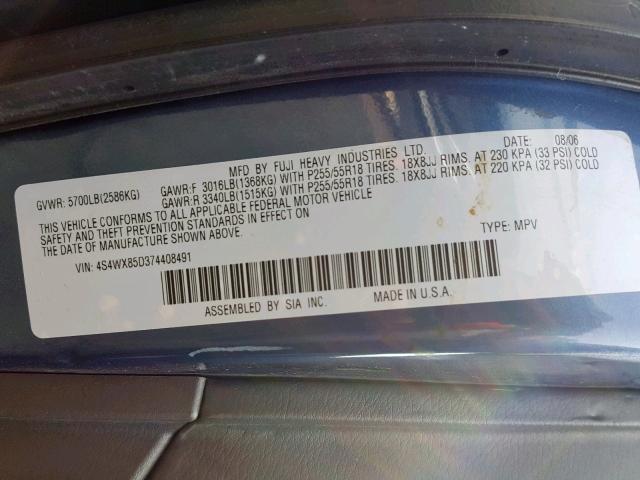 MFD BY FUJI HEAVY INDUSTRIES LTD. DATE: 08/06
GVWR: 5700LB(2586KG) GAWR:F 3016LB(1368KG) WITH P255/55R18 TIRES. 18X8JJ RIMS. AT 230 KPA (33 PSI) COLD
GAWR:R 3340LB(1515KG) WITH P255/55R18 TIRES. 18X8JJ RIMS. AT 220 KPA (32 PSI) COLD
THIS VEHICLE CONFORMS TO ALL APPLICABLE FEDERAL MOTOR VEHICLE
SAFETY AND THEFT PREVENTION STANDARDS IN EFFECT ON
THE DATE OF MANUFACTURE SHOWN ABOVE.
VIN: 4S4WX85D374408491 TYPE: MPV
ASSEMBLED BY SIA INC. MADE IN U.S.A.